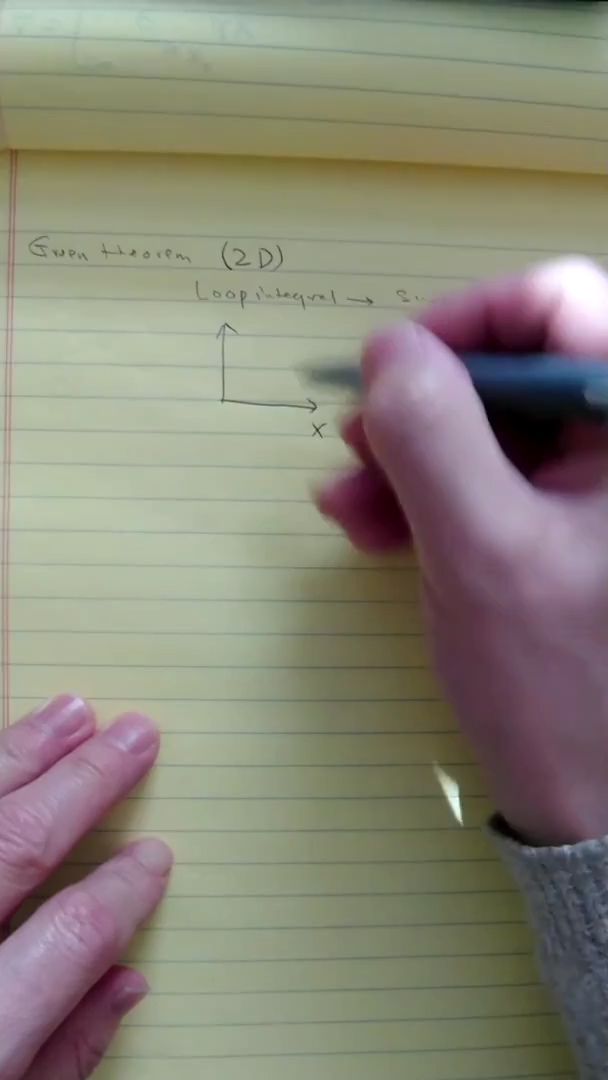 Green theorem (2D)
Loop integral →
x